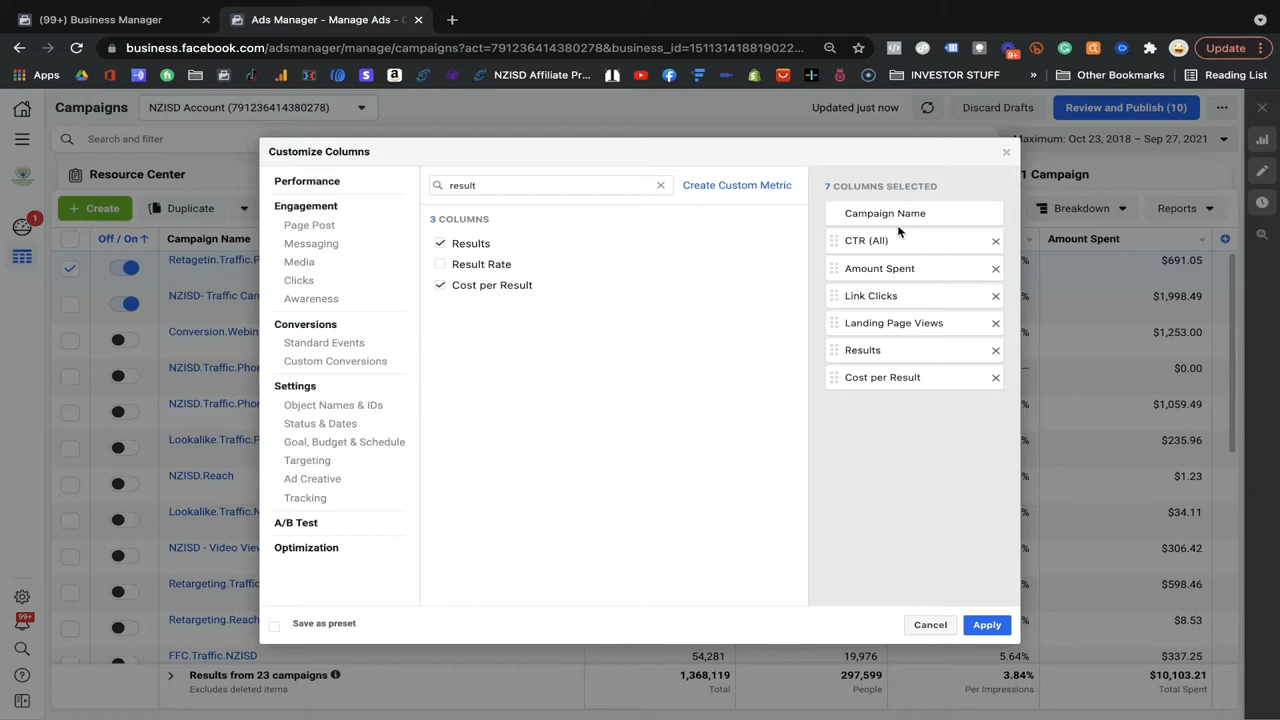 (99+) Business Manager
Ads Manager - Manage Ads - C
business.facebook.com/adsmanager/manage/campaigns?act=791236414380278&business_id=151131418819022...
Update
Apps
NZISD Affiliate Pr...
INVESTOR STUFF
»
Other Bookmarks
Reading List
Campaigns
NZISD Account (791236414380278)
Updated just now
Discard Drafts
Review and Publish (10)
Search and filter
Maximum: Oct 23, 2018 – Sep 27, 2021
Resource Center
1 Campaign
+ Create
Duplicate
Breakdown
Reports
Off / On
Campaign Name
Amount Spent
Retagetin.Traffic.P
%
$691.05
NZISD- Traffic Can
%
$1,998.49
Conversion.Webin
%
$1,253.00
NZISD.Traffic.Pho
—
$0.00
NZISD.Traffic.Pho
%
$1,059.49
Lookalike.Traffic.P
%
$235.96
NZISD.Reach
%
$1.23
Lookalike.Traffic.N
%
$34.11
NZISD - Video View
%
$306.42
Retargeting.Traffic
%
$598.46
Retargeting.Reach
%
$8.53
FFC.Traffic.NZISD
54,281
19,976
5.64%
$337.25
Results from 23 campaigns
Excludes deleted items
1,368,119
Total
297,599
People
3.84%
Per Impressions
$10,103.21
Total Spent
1
99+
Customize Columns
Performance
Engagement
Page Post
Messaging
Media
Clicks
Awareness
Conversions
Standard Events
Custom Conversions
Settings
Object Names & IDs
Status & Dates
Goal, Budget & Schedule
Targeting
Ad Creative
Tracking
A/B Test
Optimization
result
Create Custom Metric
3 COLUMNS
Results
Result Rate
Cost per Result
7 COLUMNS SELECTED
Campaign Name
CTR (All)
Amount Spent
Link Clicks
Landing Page Views
Results
Cost per Result
Save as preset
Cancel
Apply